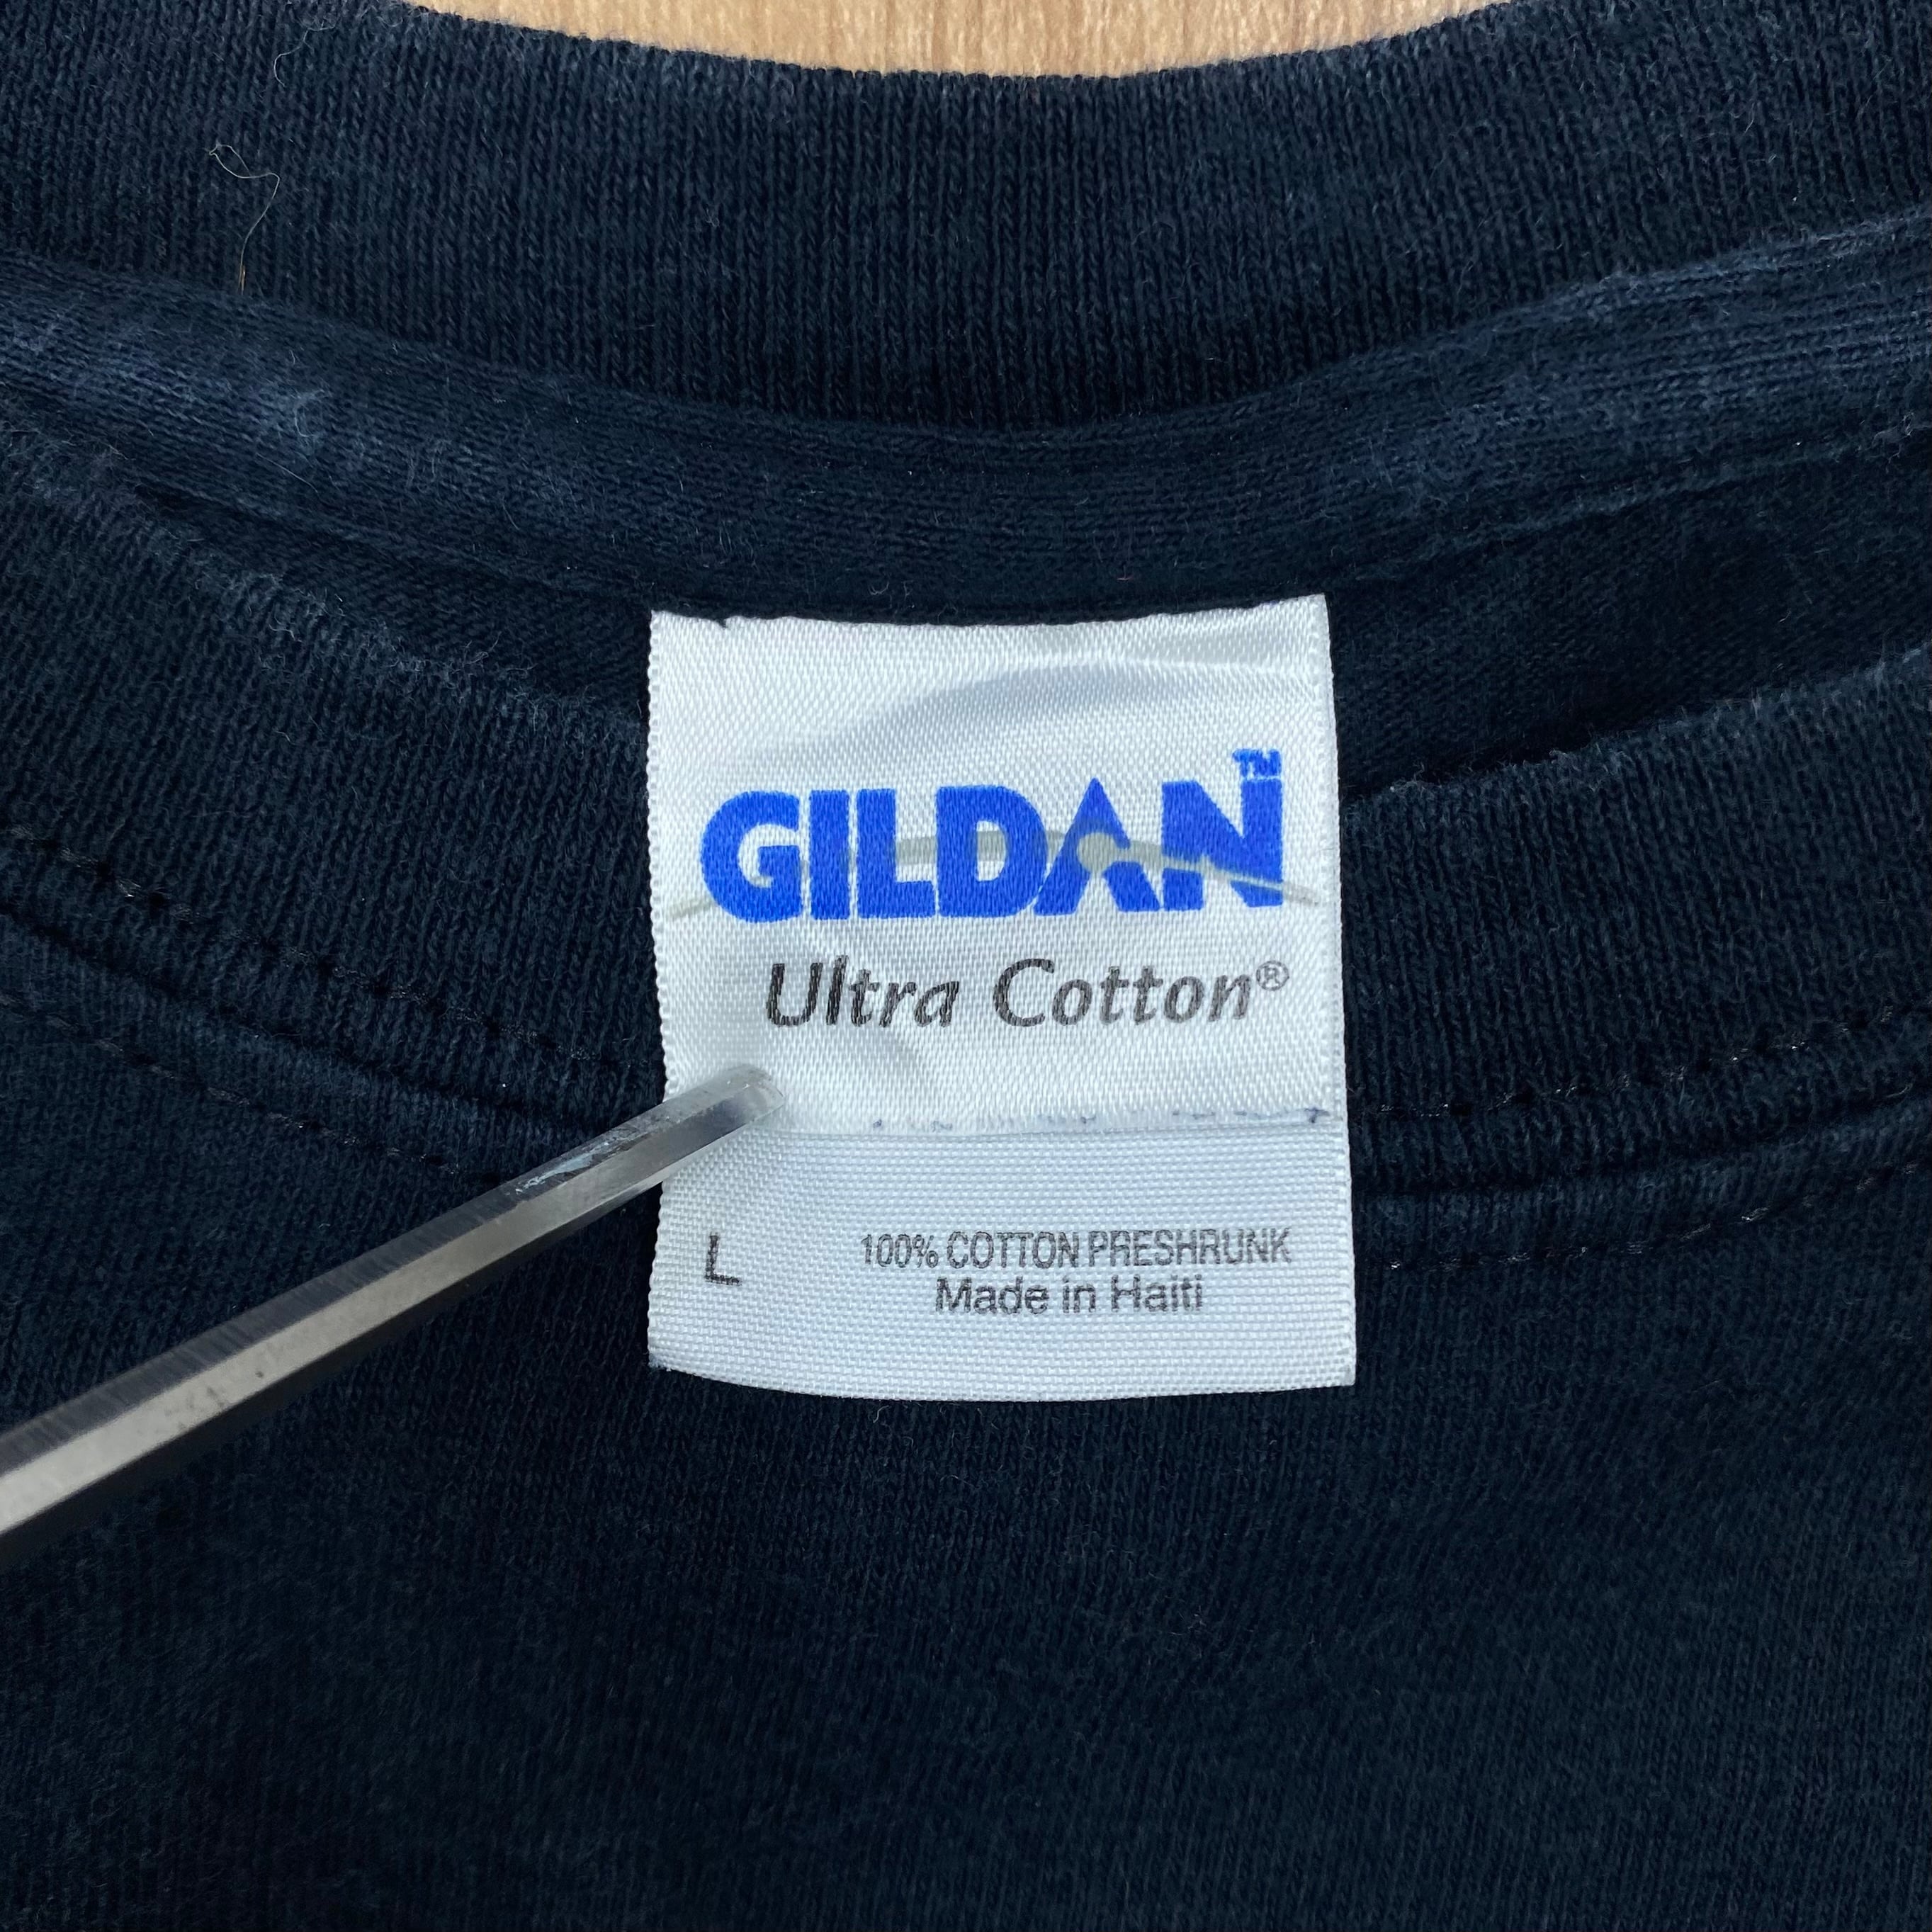 GILDAN™
Ultra Cotton®
L 100% COTTON PRESHRUNK
Made in Haiti